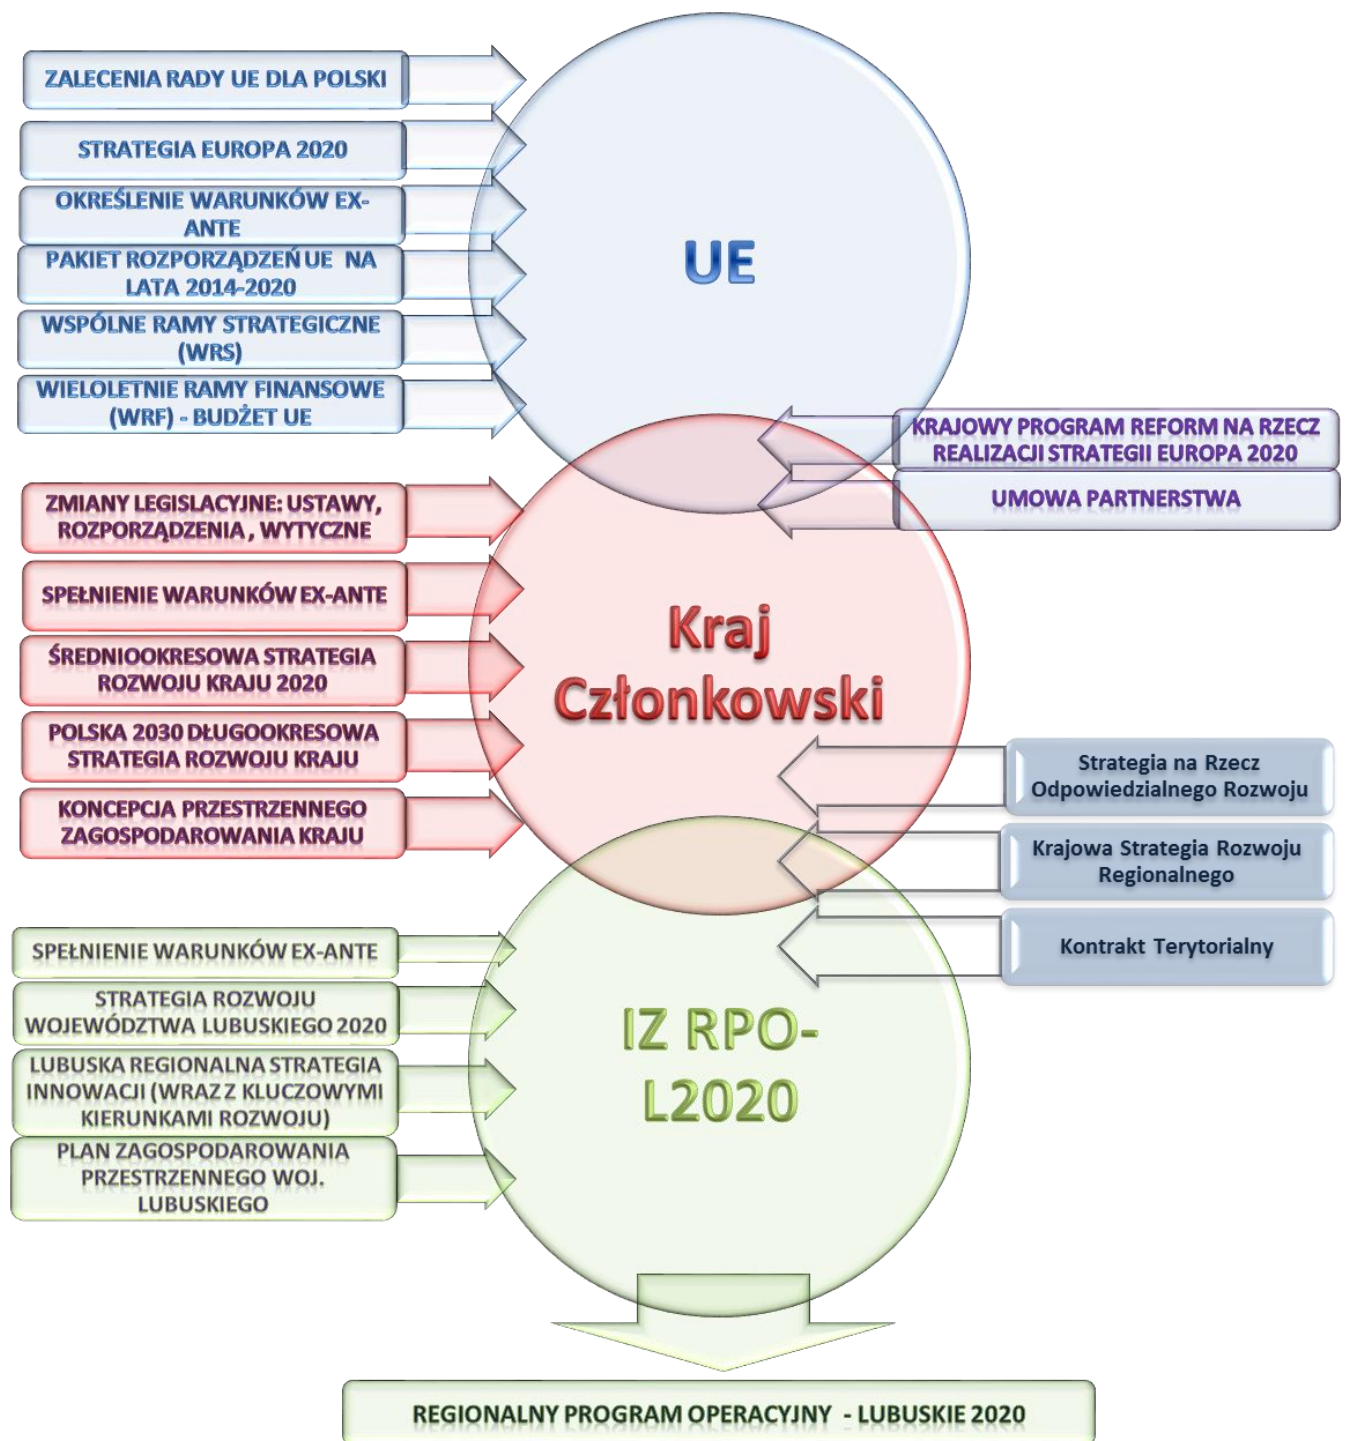 ZALECENIA RADY UE DLA POLSKI
STRATEGIA EUROPA 2020
OKREŚLENIE WARUNKÓW EX-
ANTE
PAKIET ROZPORZĄDZEŃ UE NA
LATA 2014-2020
WSPÓLNE RAMY STRATEGICZNE
(WRS)
WIELOLETNIE RAMY FINANSOWE
(WRF) - BUDŻET UE
UE
KRAJOWY PROGRAM REFORM NA RZECZ
REALIZACJI STRATEGII EUROPA 2020
UMOWA PARTNERSTWA
ZMIANY LEGISLACYJNE: USTAWY,
ROZPORZĄDZENIA , WYTYCZNE
SPEŁNIENIE WARUNKÓW EX-ANTE
ŚREDNIOOKRESOWA STRATEGIA
ROZWOJU KRAJU 2020
POLSKA 2030 DŁUGOOKRESOWA
STRATEGIA ROZWOJU KRAJU
KONCEPCJA PRZESTRZENNEGO
ZAGOSPODAROWANIA KRAJU
Kraj
Członkowski
Strategia na Rzecz
Odpowiedzialnego Rozwoju
Krajowa Strategia Rozwoju
Regionalnego
Kontrakt Terytorialny
SPEŁNIENIE WARUNKÓW EX-ANTE
STRATEGIA ROZWOJU
WOJEWÓDZTWA LUBUSKIEGO 2020
LUBUSKA REGIONALNA STRATEGIA
INNOWACJI (WRAZ Z KLUCZOWYMI
KIERUNKAMI ROZWOJU)
PLAN ZAGOSPODAROWANIA
PRZESTRZENNEGO WOJ.
LUBUSKIEGO
IZ RPO-
L2020
REGIONALNY PROGRAM OPERACYJNY - LUBUSKIE 2020